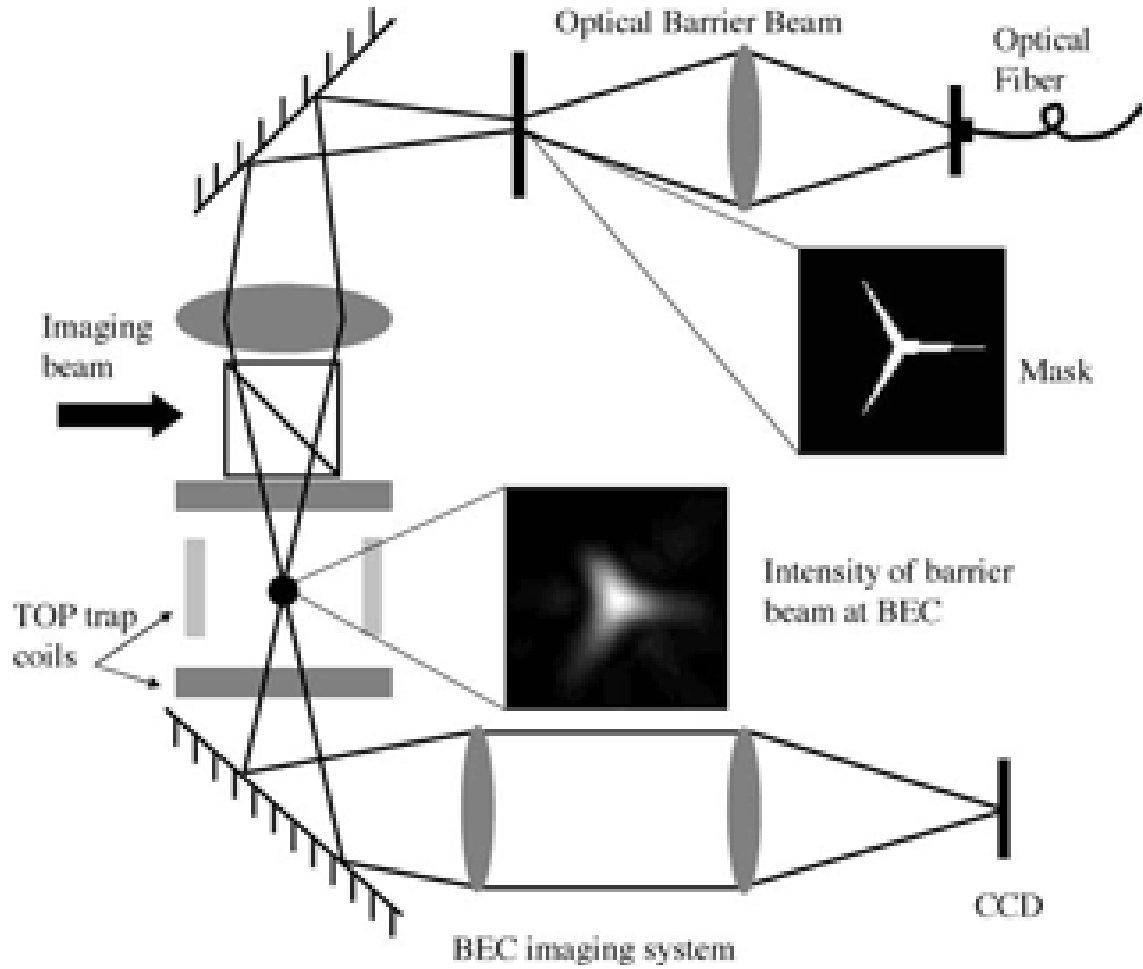 Optical Barrier Beam
Optical
Fiber
Imaging
beam
Mask
Intensity of barrier
beam at BEC
TOP trap
coils
CCD
BEC imaging system